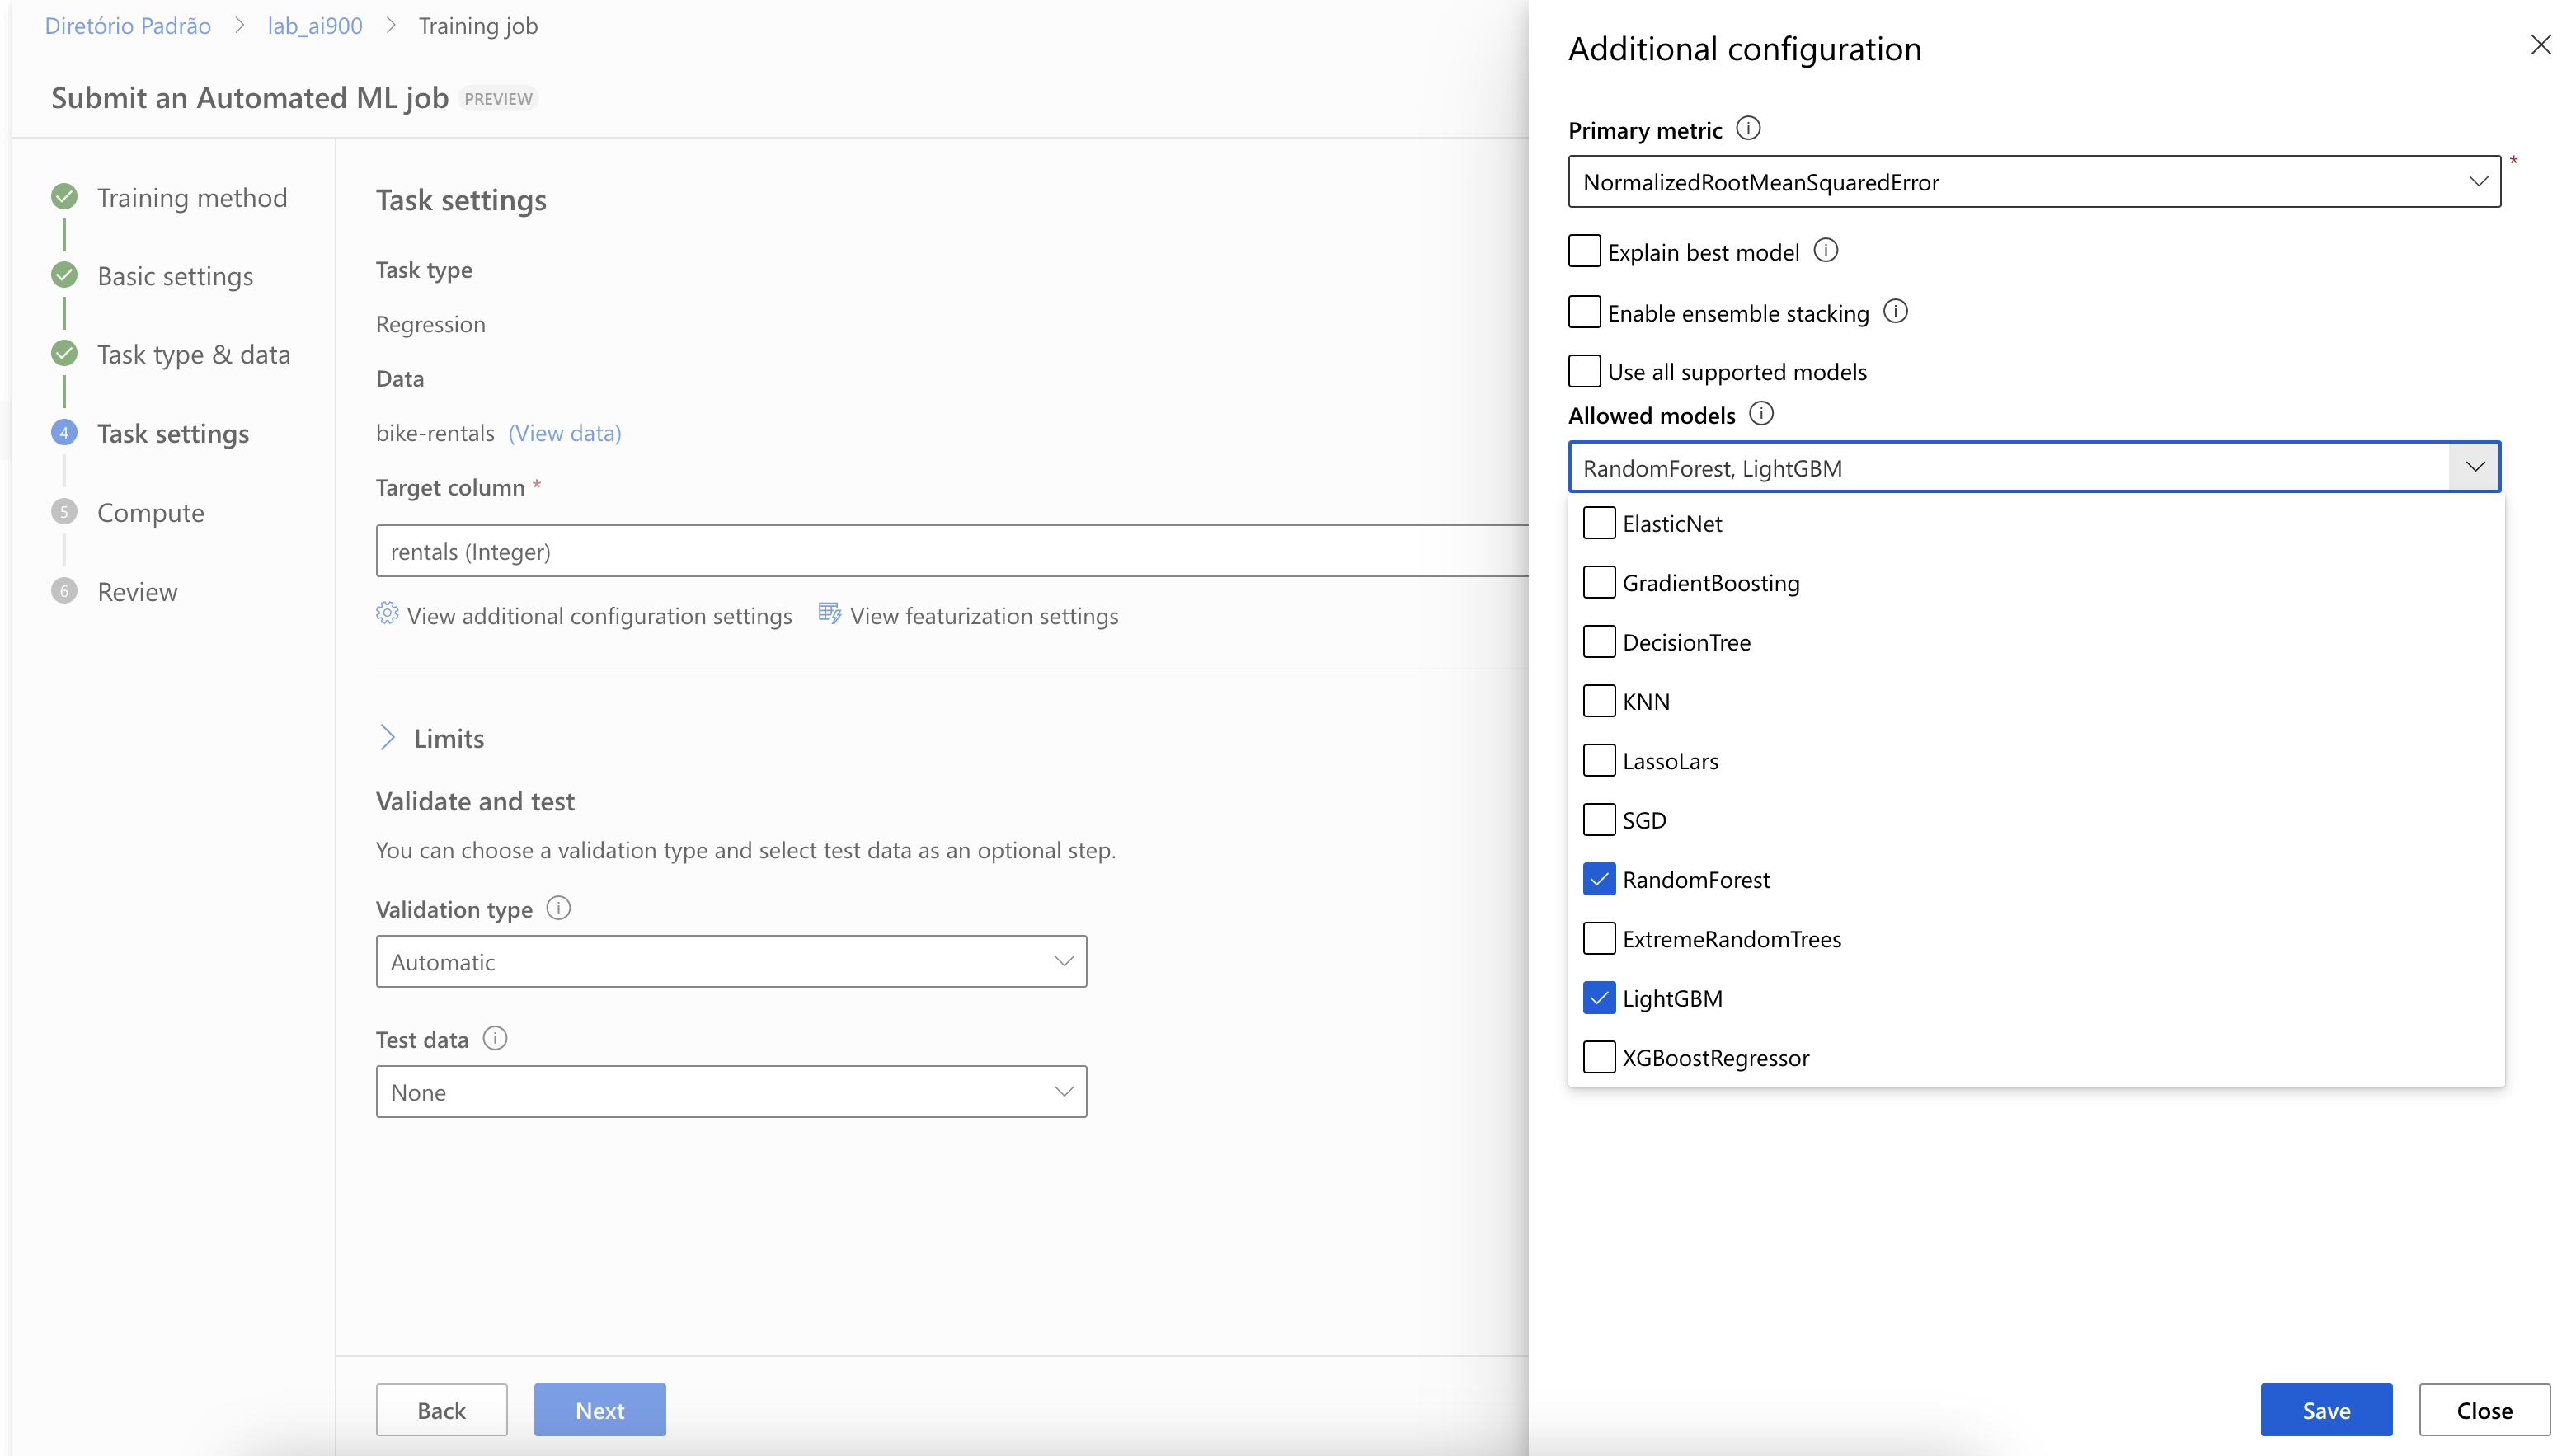 Diretório Padrão > lab_ai900 > Training job
Submit an Automated ML job PREVIEW
Training method
Basic settings
Task type & data
4 Task settings
5 Compute
6 Review
Task settings
Task type
Regression
Data
bike-rentals (View data)
Target column *
rentals (Integer)
View additional configuration settings View featurization settings
Limits
Validate and test
You can choose a validation type and select test data as an optional step.
Validation type
Automatic
Test data
None
Back Next
Additional configuration
Primary metric
NormalizedRootMeanSquaredError *
Explain best model
Enable ensemble stacking
Use all supported models
Allowed models
RandomForest, LightGBM
ElasticNet
GradientBoosting
DecisionTree
KNN
LassoLars
SGD
RandomForest
ExtremeRandomTrees
LightGBM
XGBoostRegressor
Save Close